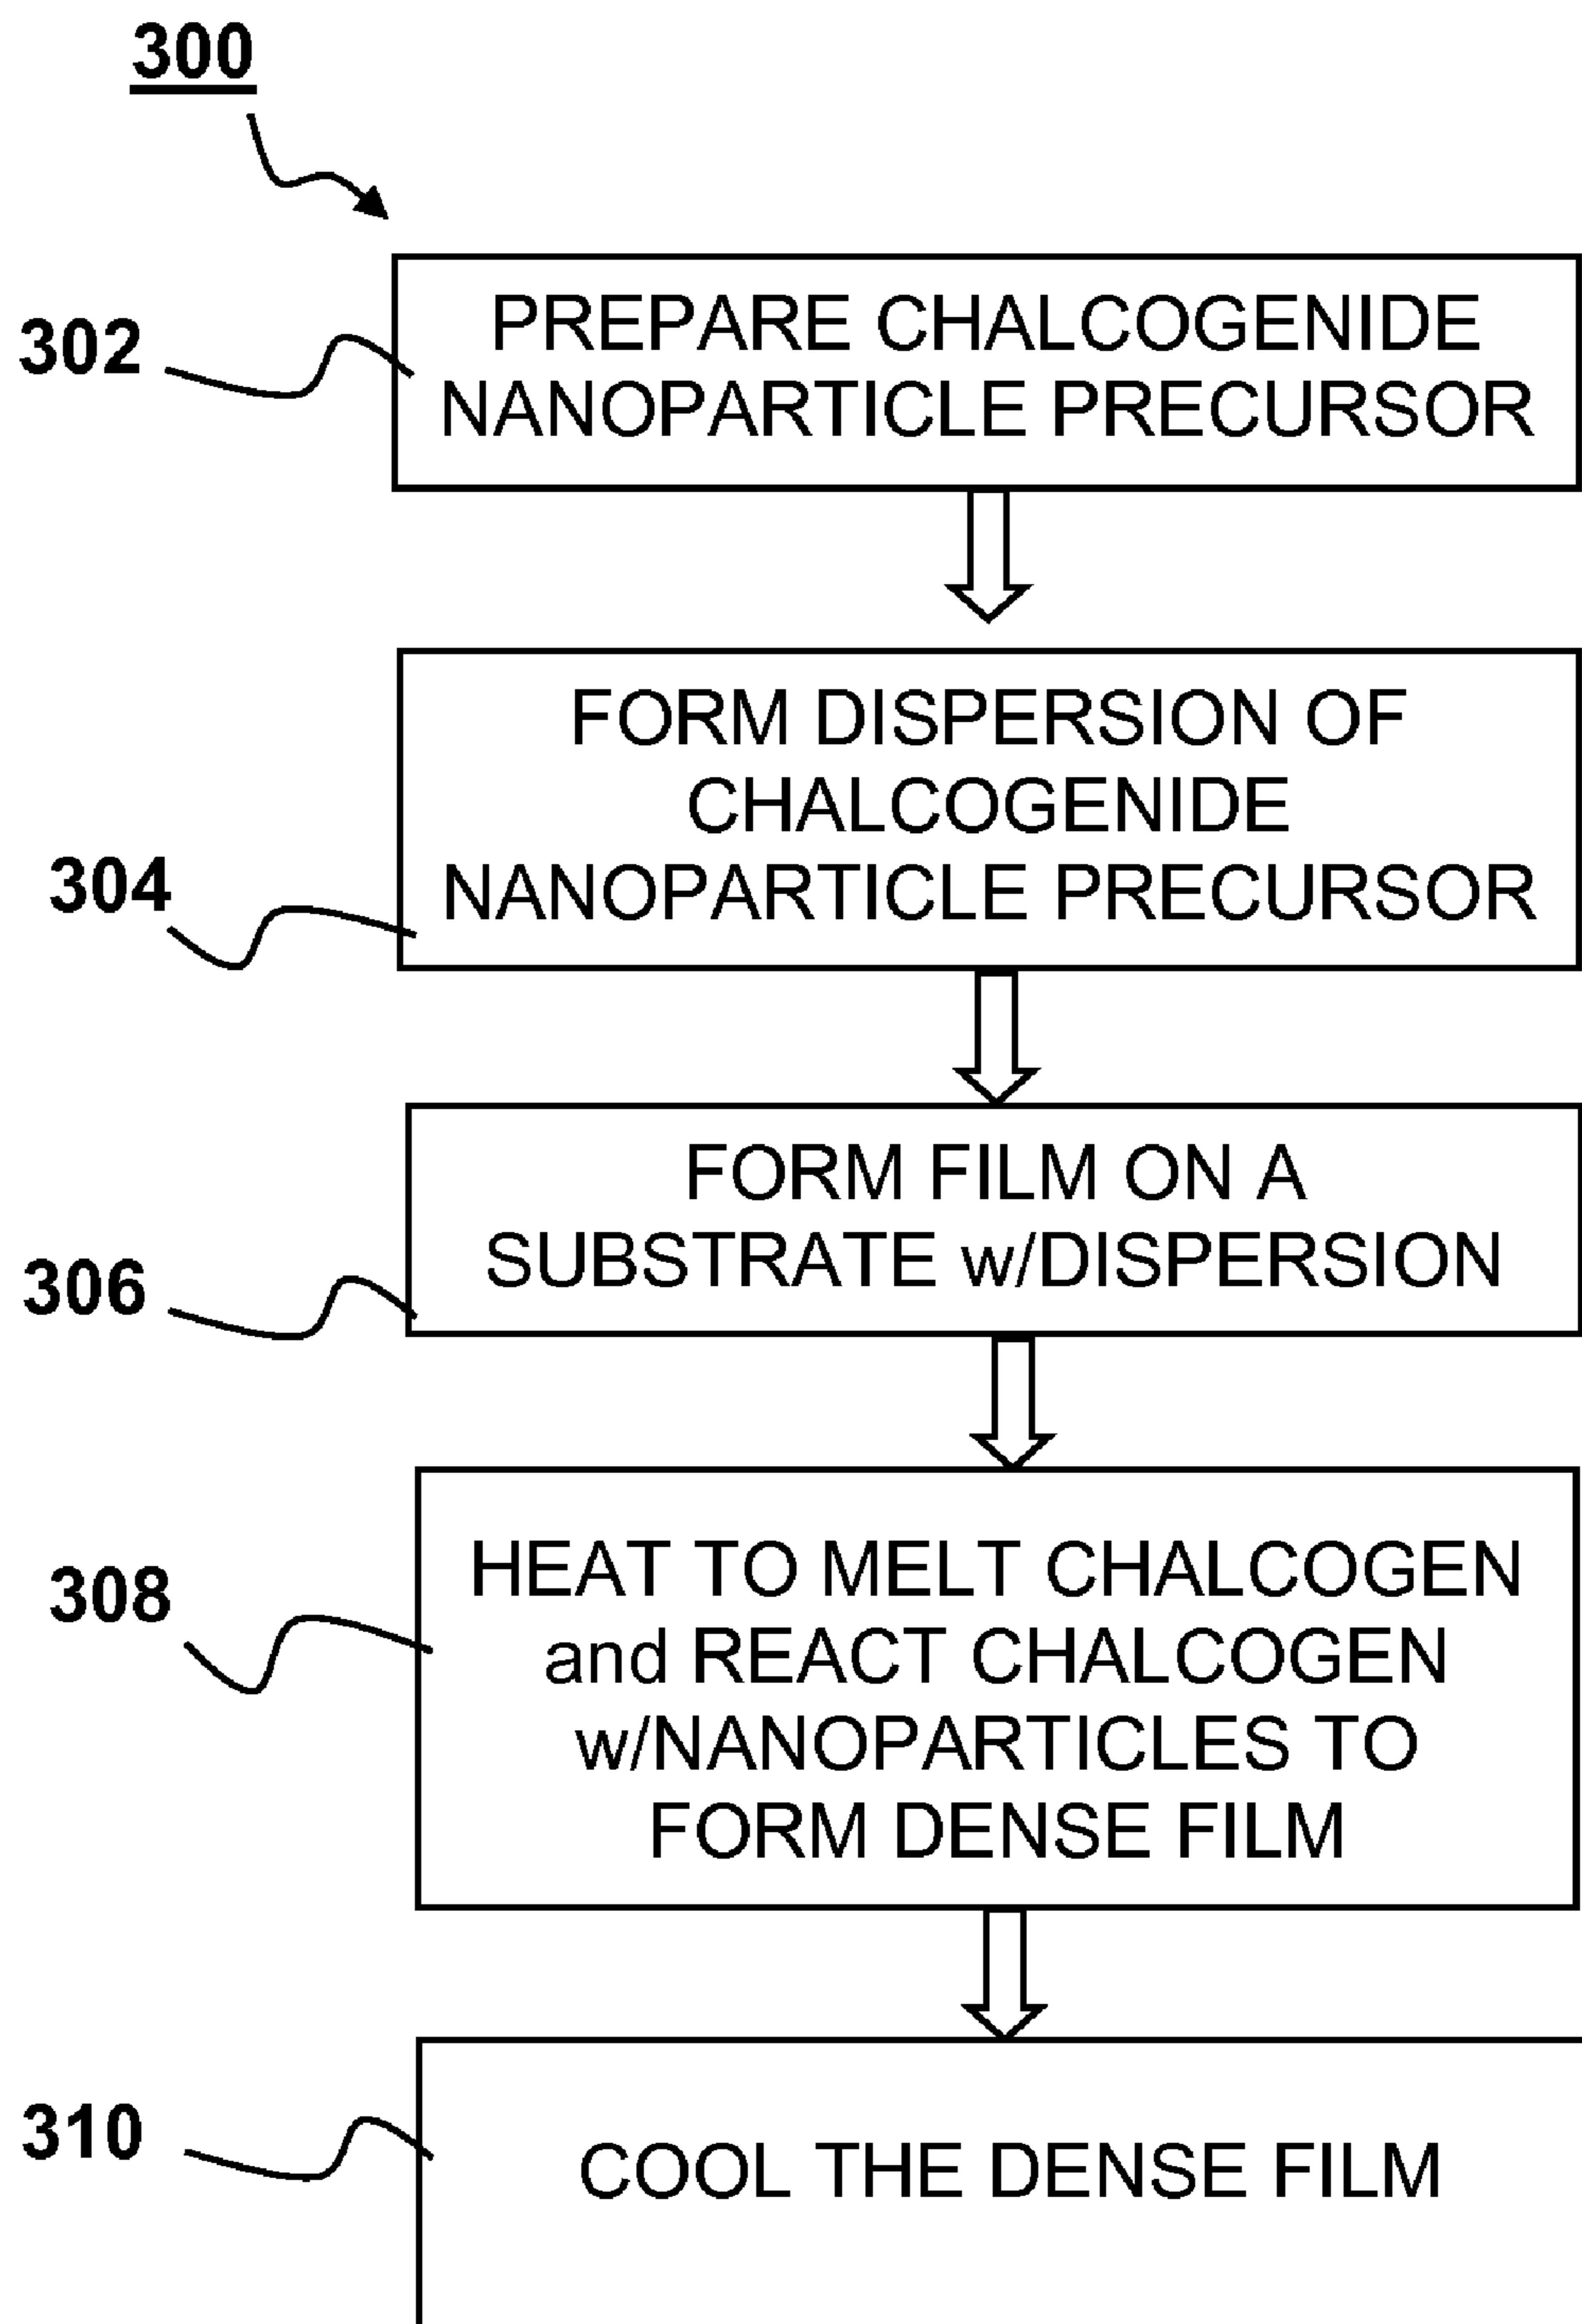 300
302
PREPARE CHALCOGENIDE
NANOPARTICLE PRECURSOR
304
FORM DISPERSION OF
CHALCOGENIDE
NANOPARTICLE PRECURSOR
306
FORM FILM ON A
SUBSTRATE w/DISPERSION
308
HEAT TO MELT CHALCOGEN
and REACT CHALCOGEN
w/NANOPARTICLES TO
FORM DENSE FILM
310
COOL THE DENSE FILM